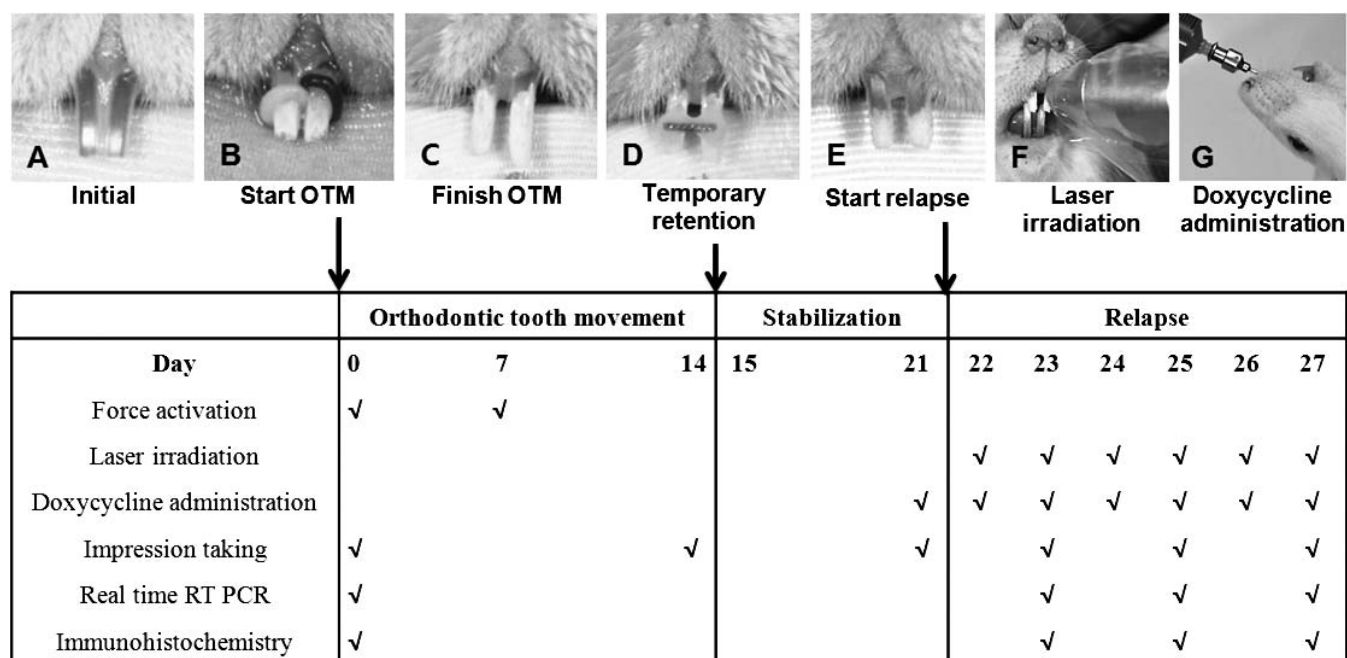 A B C D E F G
Initial Start OTM Finish OTM Temporary retention Start relapse Laser irradiation Doxycycline administration
Orthodontic tooth movement Stabilization Relapse
Day 0 7 14 15 21 22 23 24 25 26 27
Force activation √ √
Laser irradiation √ √ √ √ √ √
Doxycycline administration √ √ √ √ √ √ √
Impression taking √ √ √ √ √ √
Real time RT PCR √ √ √ √
Immunohistochemistry √ √ √ √